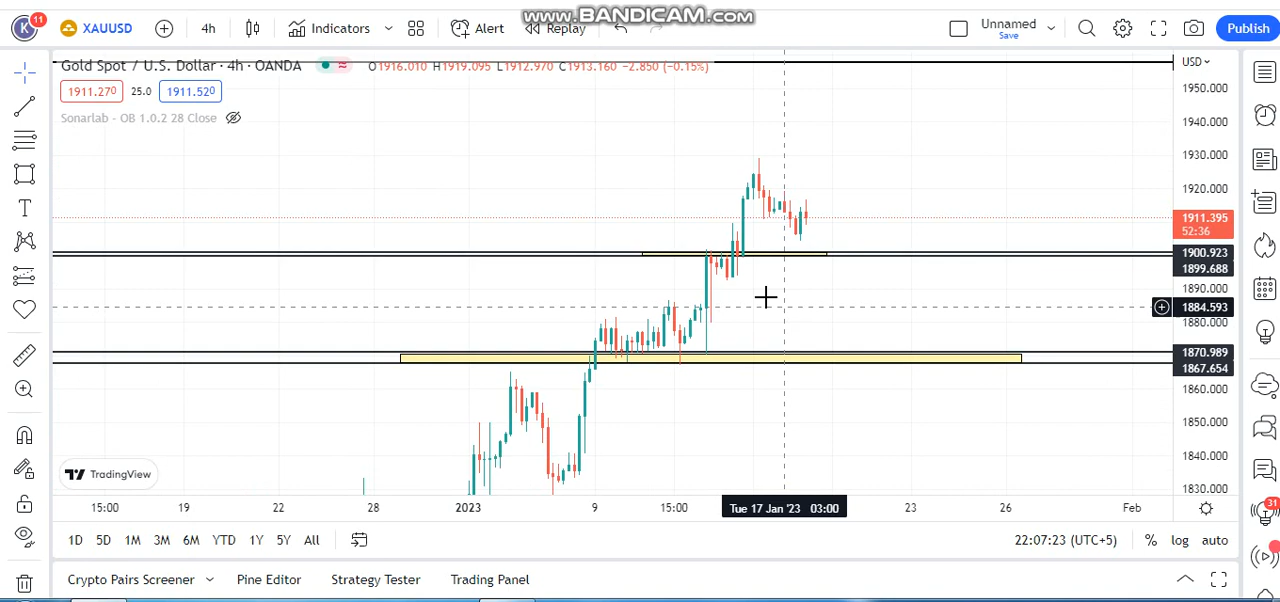 www.BANDICAM.com
K 11 XAUUSD 4h Indicators Alert Replay Unnamed Save Publish
Gold Spot / U.S. Dollar · 4h · OANDA O1916.010 H1919.095 L1912.970 C1913.160 −2.850 (−0.15%) USD
1911.270 25.0 1911.520
Sonarlab - OB 1.0.2 28 Close
1950.000
1940.000
1930.000
1920.000
1911.395
52:36
1900.923
1899.688
1890.000
1884.593
1880.000
1870.989
1867.654
1860.000
1850.000
1840.000
1830.000
TradingView
15:00 19 22 28 2023 9 15:00 Tue 17 Jan '23 03:00 23 26 Feb
31
1D 5D 1M 3M 6M YTD 1Y 5Y All 22:07:23 (UTC+5) % log auto
Crypto Pairs Screener Pine Editor Strategy Tester Trading Panel